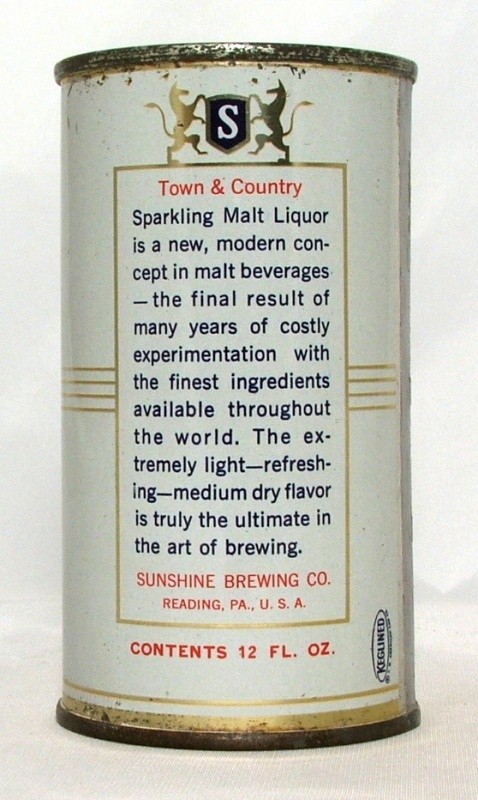 S
Town & Country
Sparkling Malt Liquor
is a new, modern con-
cept in malt beverages
—the final result of
many years of costly
experimentation with
the finest ingredients
available throughout
the world. The ex-
tremely light—refresh-
ing—medium dry flavor
is truly the ultimate in
the art of brewing.
SUNSHINE BREWING CO.
READING, PA., U. S. A.
CONTENTS 12 FL. OZ.
KEGLINED